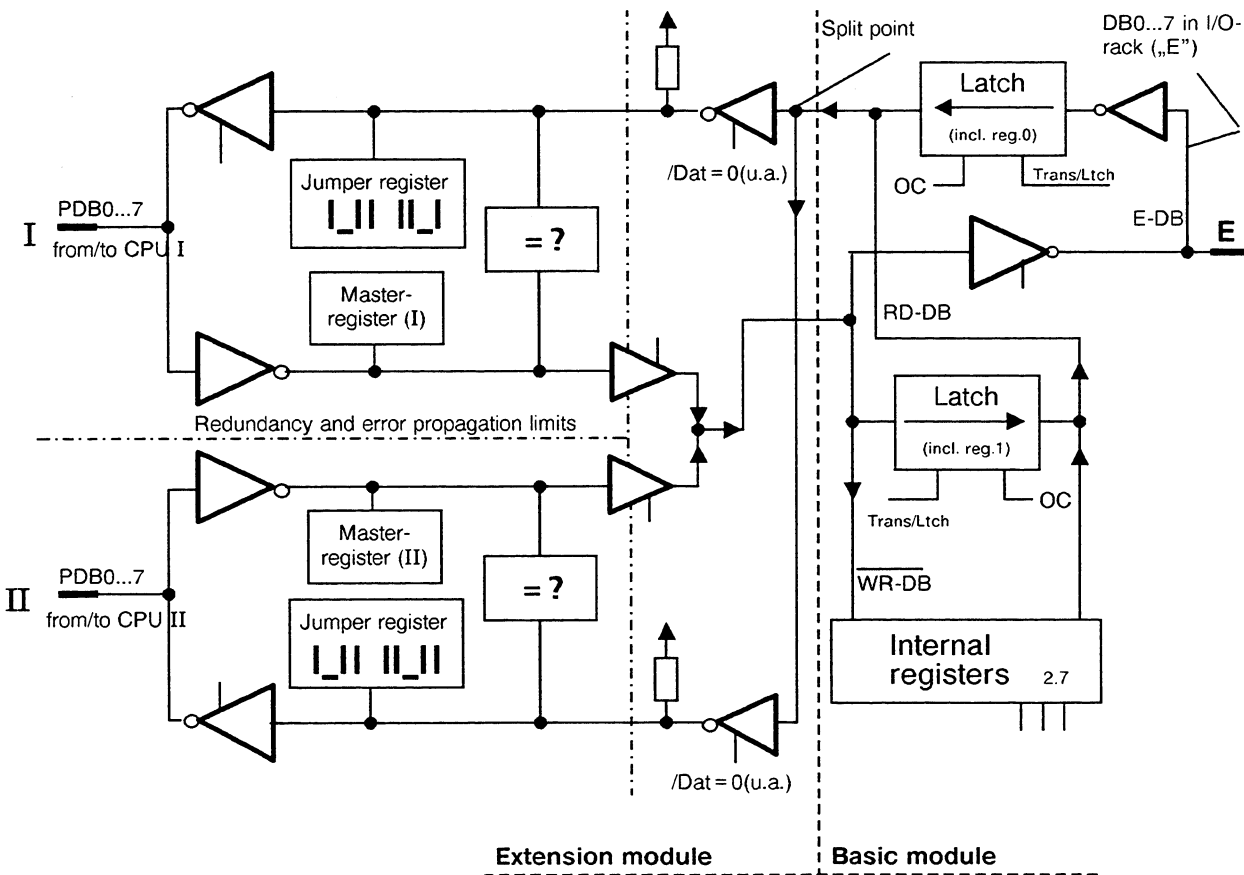 DB0...7 in I/O-
rack („E")
Split point
Latch
(incl. reg.0)
OC
Trans/Ltch
/Dat = 0(u.a.)
Jumper register
I_II II_I
PDB0...7
I
from/to CPU I
= ?
E-DB
E
Master-
register (I)
RD-DB
Redundancy and error propagation limits
Latch
(incl. reg.1)
Trans/Ltch
OC
Master-
register (II)
PDB0...7
II
from/to CPU II
= ?
WR-DB
Jumper register
I_II II_II
Internal
registers 2.7
/Dat = 0(u.a.)
Extension module
Basic module